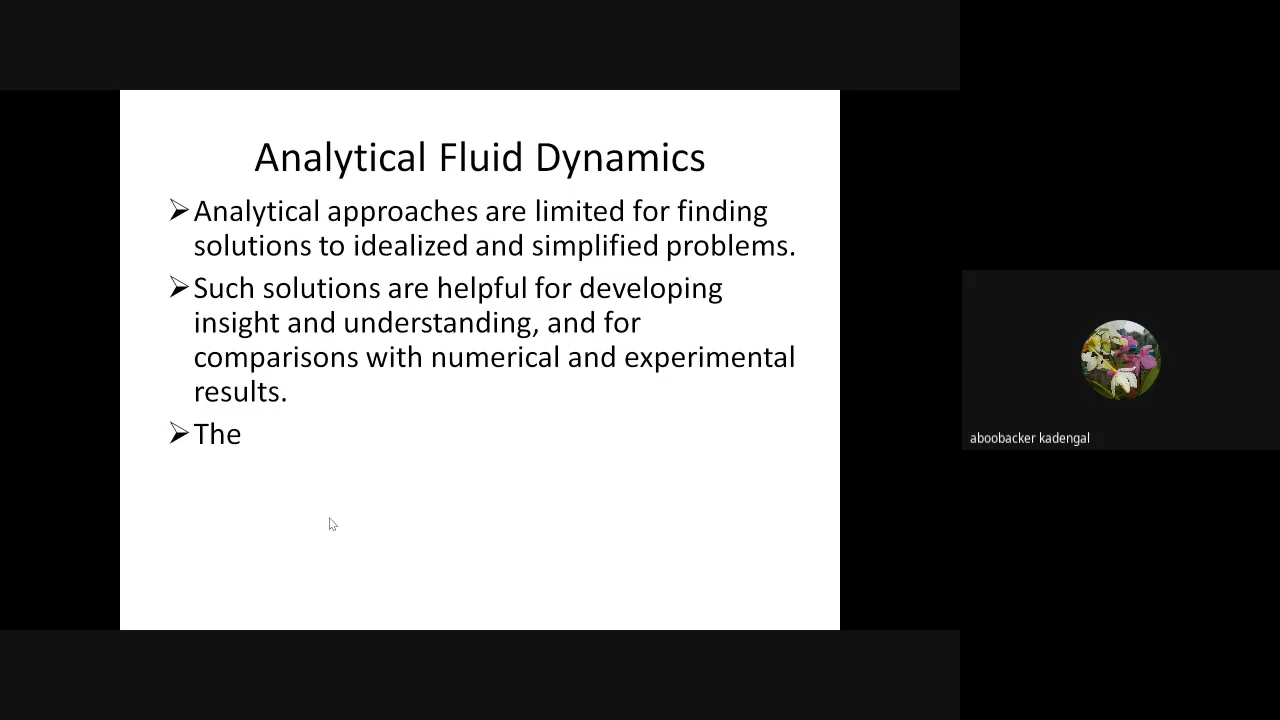 Analytical Fluid Dynamics
➢Analytical approaches are limited for finding
solutions to idealized and simplified problems.
➢Such solutions are helpful for developing
insight and understanding, and for
comparisons with numerical and experimental
results.
➢The
aboobacker kadengal